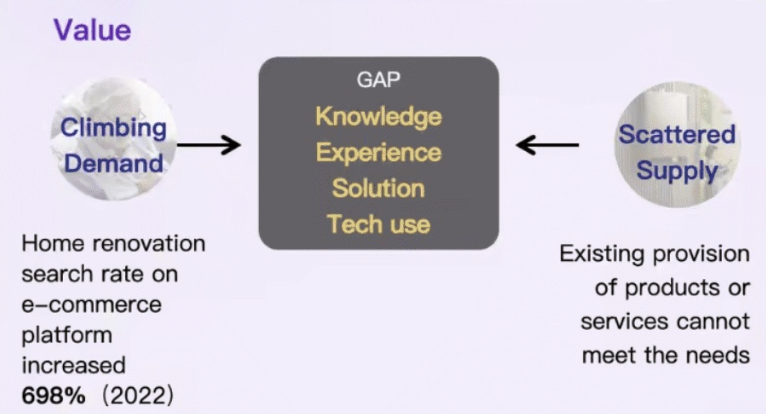 Value
Climbing
Demand
Home renovation
search rate on
e–commerce
platform
increased
698%（2022）
GAP
Knowledge
Experience
Solution
Tech use
Scattered
Supply
Existing provision
of products or
services cannot
meet the needs